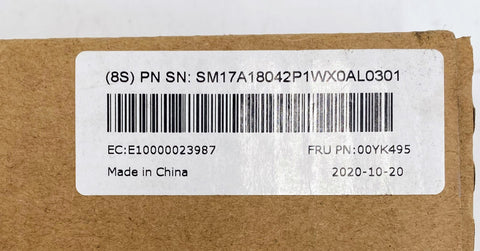 (8S) PN SN: SM17A18042P1WX0AL0301
EC:E10000023987 FRU PN:00YK495
Made in China 2020-10-20